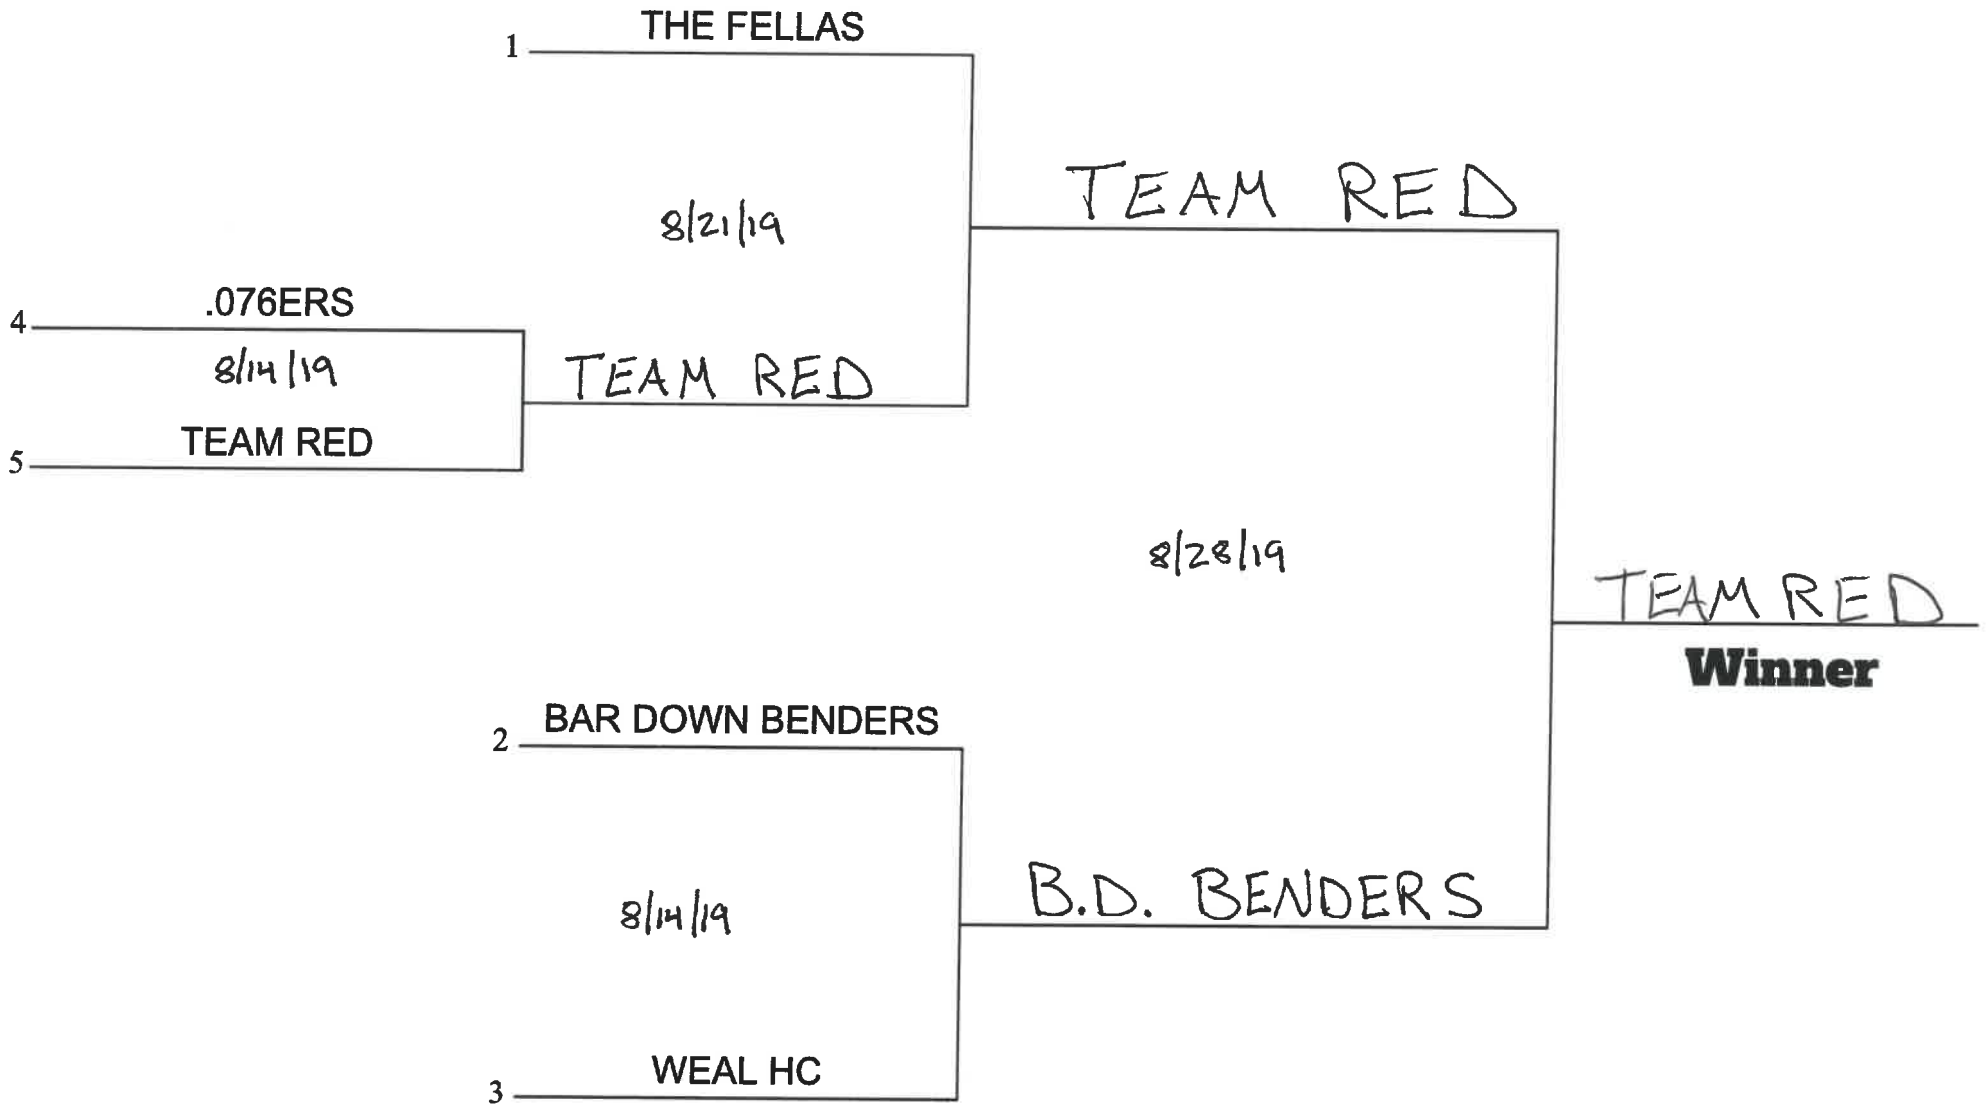 THE FELLAS
1
TEAM RED
8/21/19
.076ERS
4
8/14/19
TEAM RED
TEAM RED
5
8/28/19
TEAM RED
Winner
BAR DOWN BENDERS
2
B.D. BENDERS
8/14/19
WEAL HC
3